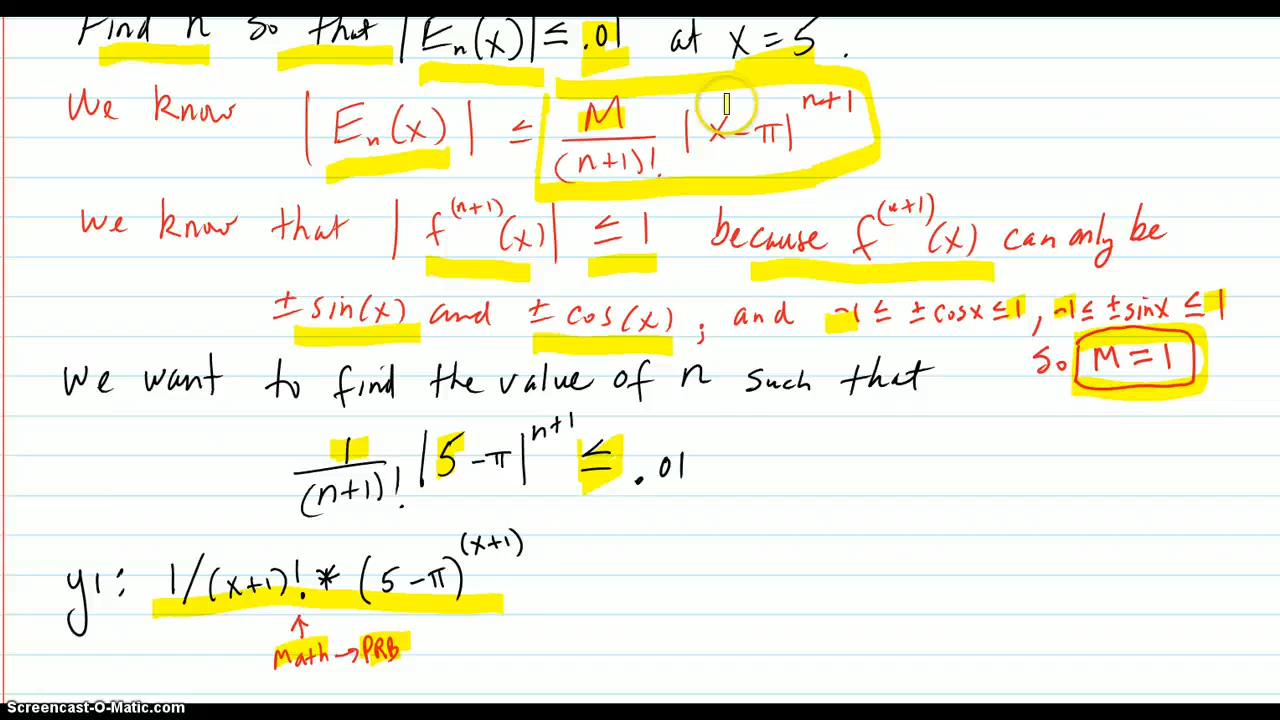 Find n so that |En(x)| ≤ .01 at x = 5.
We know |En(x)| ≤ M/(n+1)! |x-π|^(n+1)
We know that |f^(n+1)(x)| ≤ 1 because f^(n+1)(x) can only be
± sin(x) and ± cos(x), and -1 ≤ ±cosx ≤ 1, -1 ≤ ±sinx ≤ 1
so M = 1
We want to find the value of n such that
1/(n+1)! |5-π|^(n+1) ≤ .01
y1: 1/(x+1)! * (5-π)^(x+1)
↑
Math → PRB
Screencast-O-Matic.com